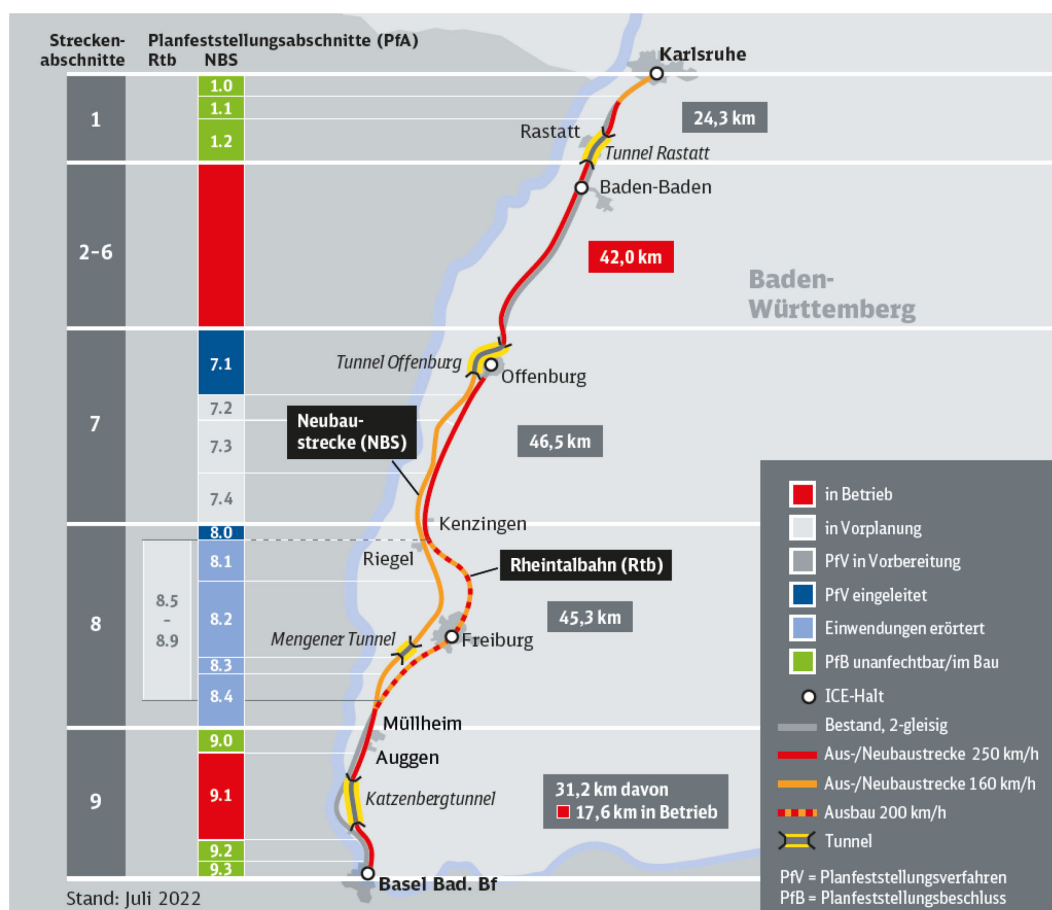 Strecken-
abschnitte
Planfeststellungsabschnitte (PfA)
Rtb
NBS
1
1.0
1.1
1.2
2-6
7
7.1
7.2
7.3
7.4
8
8.5
-
8.9
8.0
8.1
8.2
8.3
8.4
9
9.0
9.1
9.2
9.3
Karlsruhe
24,3 km
Rastatt
Tunnel Rastatt
Baden-Baden
42,0 km
Baden-
Württemberg
Tunnel Offenburg
Offenburg
Neubau-
strecke (NBS)
46,5 km
Kenzingen
Riegel
Rheintalbahn (Rtb)
45,3 km
Mengener Tunnel
Freiburg
Müllheim
Auggen
Katzenbergtunnel
31,2 km davon
17,6 km in Betrieb
Basel Bad. Bf
in Betrieb
in Vorplanung
PfV in Vorbereitung
PfV eingeleitet
Einwendungen erörtert
PfB unanfechtbar/im Bau
ICE-Halt
Bestand, 2-gleisig
Aus-/Neubaustrecke 250 km/h
Aus-/Neubaustrecke 160 km/h
Ausbau 200 km/h
Tunnel
PfV = Planfeststellungsverfahren
PfB = Planfeststellungsbeschluss
Stand: Juli 2022